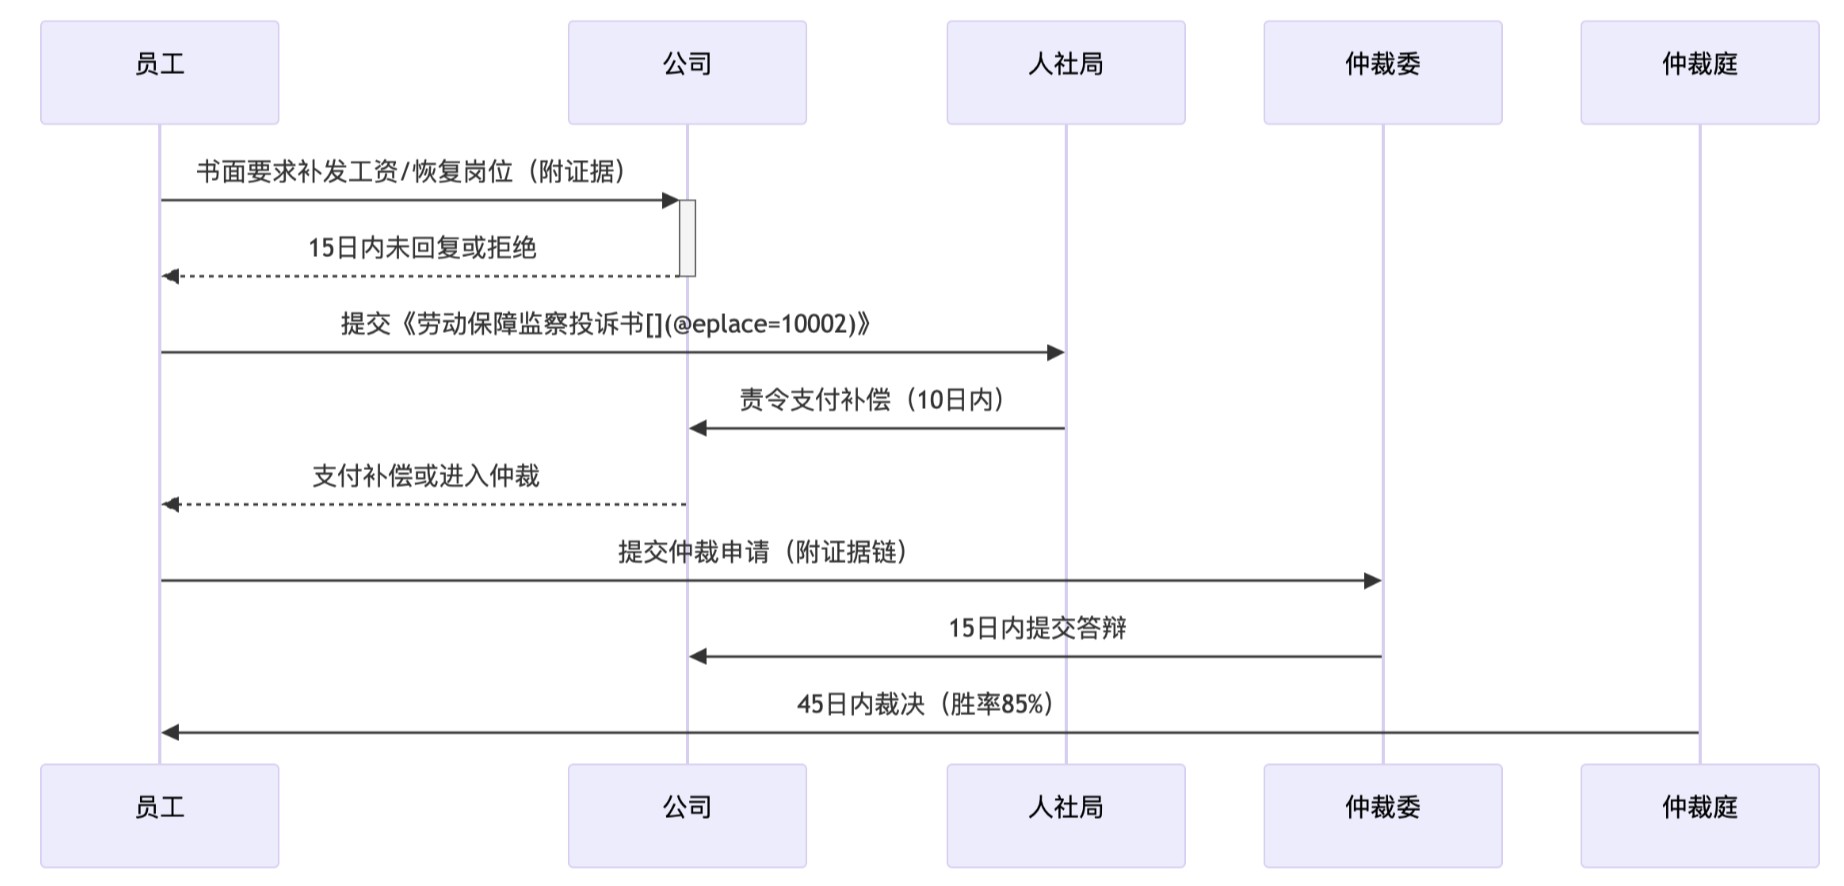 员工
公司
人社局
仲裁委
仲裁庭
书面要求补发工资/恢复岗位（附证据）
15日内未回复或拒绝
提交《劳动保障监察投诉书[](@eplace=10002)》
责令支付补偿（10日内）
支付补偿或进入仲裁
提交仲裁申请（附证据链）
15日内提交答辩
45日内裁决（胜率85%）
员工
公司
人社局
仲裁委
仲裁庭